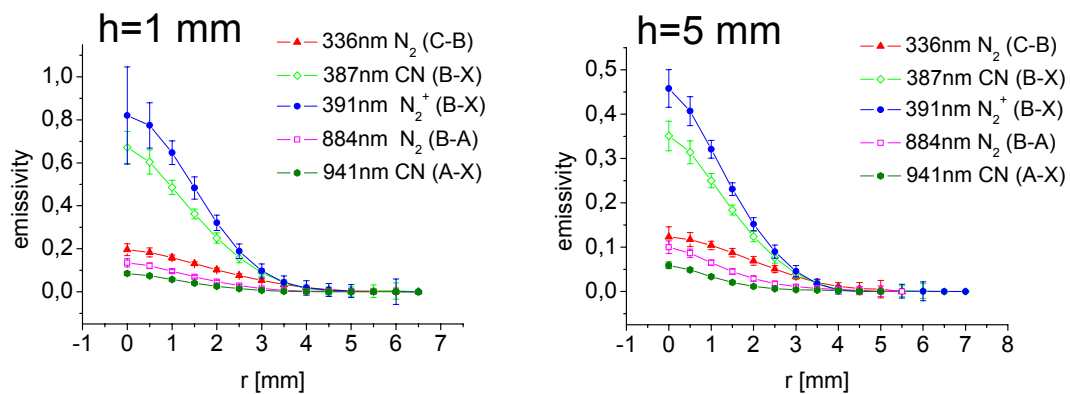 h=1 mm
336nm N₂ (C-B)
387nm CN (B-X)
391nm N₂⁺ (B-X)
884nm N₂ (B-A)
941nm CN (A-X)
emissivity
1,0
0,8
0,6
0,4
0,2
0,0
-1 0 1 2 3 4 5 6 7
r [mm]
h=5 mm
336nm N₂ (C-B)
387nm CN (B-X)
391nm N₂⁺ (B-X)
884nm N₂ (B-A)
941nm CN (A-X)
emissivity
0,5
0,4
0,3
0,2
0,1
0,0
-1 0 1 2 3 4 5 6 7 8
r [mm]